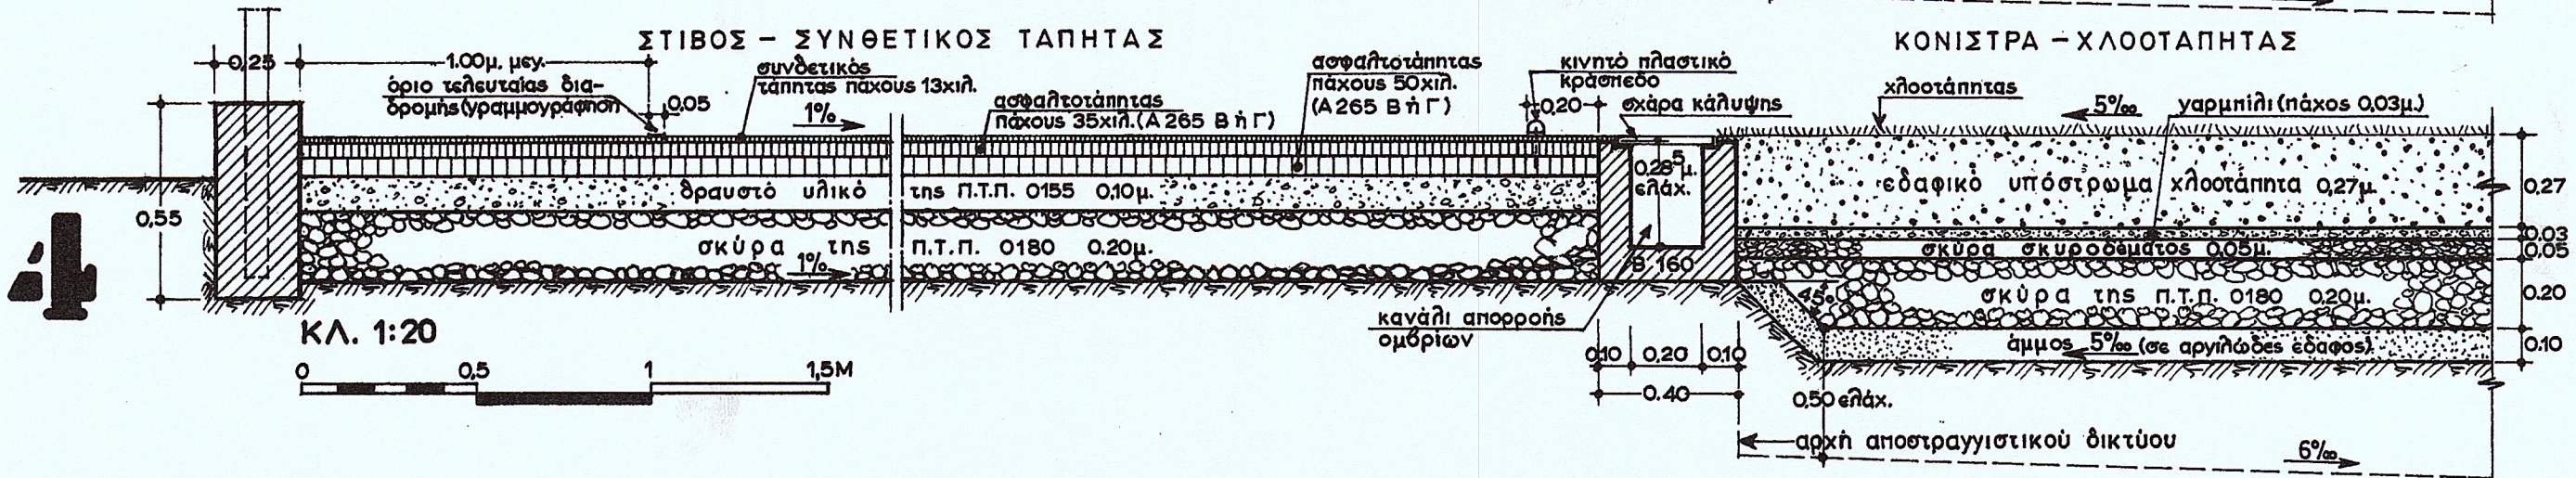 ΣΤΙΒΟΣ – ΣΥΝΘΕΤΙΚΟΣ ΤΑΠΗΤΑΣ
ΚΟΝΙΣΤΡΑ – ΧΛΟΟΤΑΠΗΤΑΣ
0,25
1.00μ. μεγ.
όριο τελευταίας δια-
δρομής (γραμμογράφηση
0.05
συνθετικός
τάπητας πάχους 13χιλ.
1%
ασφαλτοτάπητας
πάχους 35χιλ. (Α 265 Β ή Γ)
ασφαλτοτάπητας
πάχους 50χιλ.
(Α 265 Β ή Γ)
κινητό πλαστικό
κράσπεδο
0,20
σχάρα κάλυψης
χλοοτάπητας
5‰
γαρμπίλι (πάχος 0,03μ.)
0,55
θραυστό υλικό της Π.Τ.Π. 0155 0,10μ.
σκύρα της Π.Τ.Π. 0180 0.20μ.
1%
0,28⁵μ.
ελάχ.
Β 160
εδαφικό υπόστρωμα χλοοτάπητα 0,27μ.
0,27
0.03
σκύρα σκυροδέματος 0.05μ.
0.05
45°
σκύρα της Π.Τ.Π. 0180 0.20μ.
0.20
άμμος 5‰ (σε αργιλώδες έδαφος)
0.10
4
ΚΛ. 1:20
0 0,5 1 1,5Μ
κανάλι απορροής
ομβρίων
0.10 0,20 0,10
0.40
0,50 ελάχ.
αρχή αποστραγγιστικού δικτύου
6‰